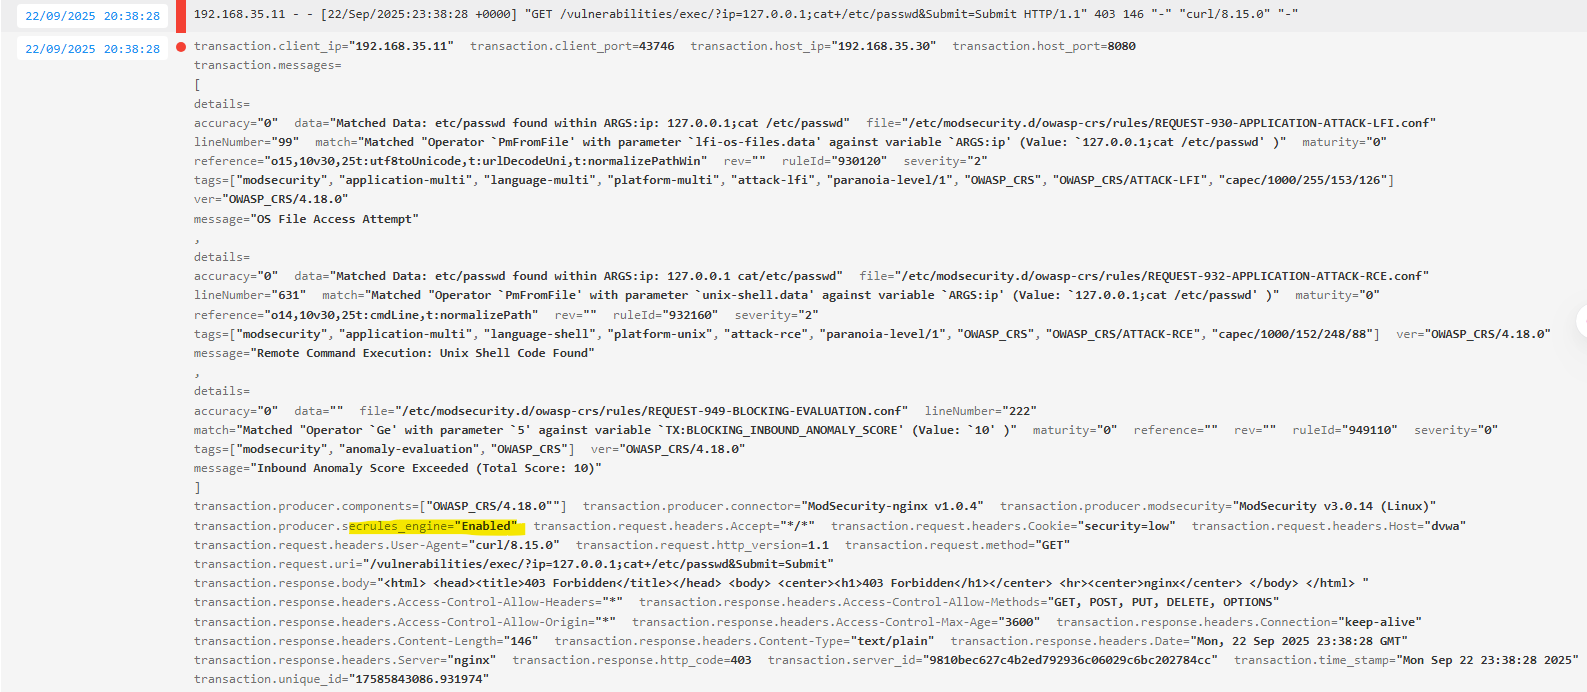 22/09/2025 20:38:28 192.168.35.11 - - [22/Sep/2025:23:38:28 +0000] "GET /vulnerabilities/exec/?ip=127.0.0.1;cat+/etc/passwd&Submit=Submit HTTP/1.1" 403 146 "-" "curl/8.15.0" "-"
22/09/2025 20:38:28 transaction.client_ip="192.168.35.11" transaction.client_port=43746 transaction.host_ip="192.168.35.30" transaction.host_port=8080
transaction.messages=
[
details=
accuracy="0" data="Matched Data: etc/passwd found within ARGS:ip: 127.0.0.1;cat /etc/passwd" file="/etc/modsecurity.d/owasp-crs/rules/REQUEST-930-APPLICATION-ATTACK-LFI.conf"
lineNumber="99" match="Matched "Operator `PmFromFile' with parameter `lfi-os-files.data' against variable `ARGS:ip' (Value: `127.0.0.1;cat /etc/passwd' )" maturity="0"
reference="o15,10v30,25t:utf8toUnicode,t:urlDecodeUni,t:normalizePathWin" rev="" ruleId="930120" severity="2"
tags=["modsecurity", "application-multi", "language-multi", "platform-multi", "attack-lfi", "paranoia-level/1", "OWASP_CRS", "OWASP_CRS/ATTACK-LFI", "capec/1000/255/153/126"]
ver="OWASP_CRS/4.18.0"
message="OS File Access Attempt"
,
details=
accuracy="0" data="Matched Data: etc/passwd found within ARGS:ip: 127.0.0.1 cat/etc/passwd" file="/etc/modsecurity.d/owasp-crs/rules/REQUEST-932-APPLICATION-ATTACK-RCE.conf"
lineNumber="631" match="Matched "Operator `PmFromFile' with parameter `unix-shell.data' against variable `ARGS:ip' (Value: `127.0.0.1;cat /etc/passwd' )" maturity="0"
reference="o14,10v30,25t:cmdLine,t:normalizePath" rev="" ruleId="932160" severity="2"
tags=["modsecurity", "application-multi", "language-shell", "platform-unix", "attack-rce", "paranoia-level/1", "OWASP_CRS", "OWASP_CRS/ATTACK-RCE", "capec/1000/152/248/88"] ver="OWASP_CRS/4.18.0"
message="Remote Command Execution: Unix Shell Code Found"
,
details=
accuracy="0" data="" file="/etc/modsecurity.d/owasp-crs/rules/REQUEST-949-BLOCKING-EVALUATION.conf" lineNumber="222"
match="Matched "Operator `Ge' with parameter `5' against variable `TX:BLOCKING_INBOUND_ANOMALY_SCORE' (Value: `10' )" maturity="0" reference="" rev="" ruleId="949110" severity="0"
tags=["modsecurity", "anomaly-evaluation", "OWASP_CRS"] ver="OWASP_CRS/4.18.0"
message="Inbound Anomaly Score Exceeded (Total Score: 10)"
]
transaction.producer.components=["OWASP_CRS/4.18.0""] transaction.producer.connector="ModSecurity-nginx v1.0.4" transaction.producer.modsecurity="ModSecurity v3.0.14 (Linux)"
transaction.producer.secrules_engine="Enabled" transaction.request.headers.Accept="*/*" transaction.request.headers.Cookie="security=low" transaction.request.headers.Host="dvwa"
transaction.request.headers.User-Agent="curl/8.15.0" transaction.request.http_version=1.1 transaction.request.method="GET"
transaction.request.uri="/vulnerabilities/exec/?ip=127.0.0.1;cat+/etc/passwd&Submit=Submit"
transaction.response.body="<html> <head><title>403 Forbidden</title></head> <body> <center><h1>403 Forbidden</h1></center> <hr><center>nginx</center> </body> </html> "
transaction.response.headers.Access-Control-Allow-Headers="*" transaction.response.headers.Access-Control-Allow-Methods="GET, POST, PUT, DELETE, OPTIONS"
transaction.response.headers.Access-Control-Allow-Origin="*" transaction.response.headers.Access-Control-Max-Age="3600" transaction.response.headers.Connection="keep-alive"
transaction.response.headers.Content-Length="146" transaction.response.headers.Content-Type="text/plain" transaction.response.headers.Date="Mon, 22 Sep 2025 23:38:28 GMT"
transaction.response.headers.Server="nginx" transaction.response.http_code=403 transaction.server_id="9810bec627c4b2ed792936c06029c6bc202784cc" transaction.time_stamp="Mon Sep 22 23:38:28 2025"
transaction.unique_id="17585843086.931974"